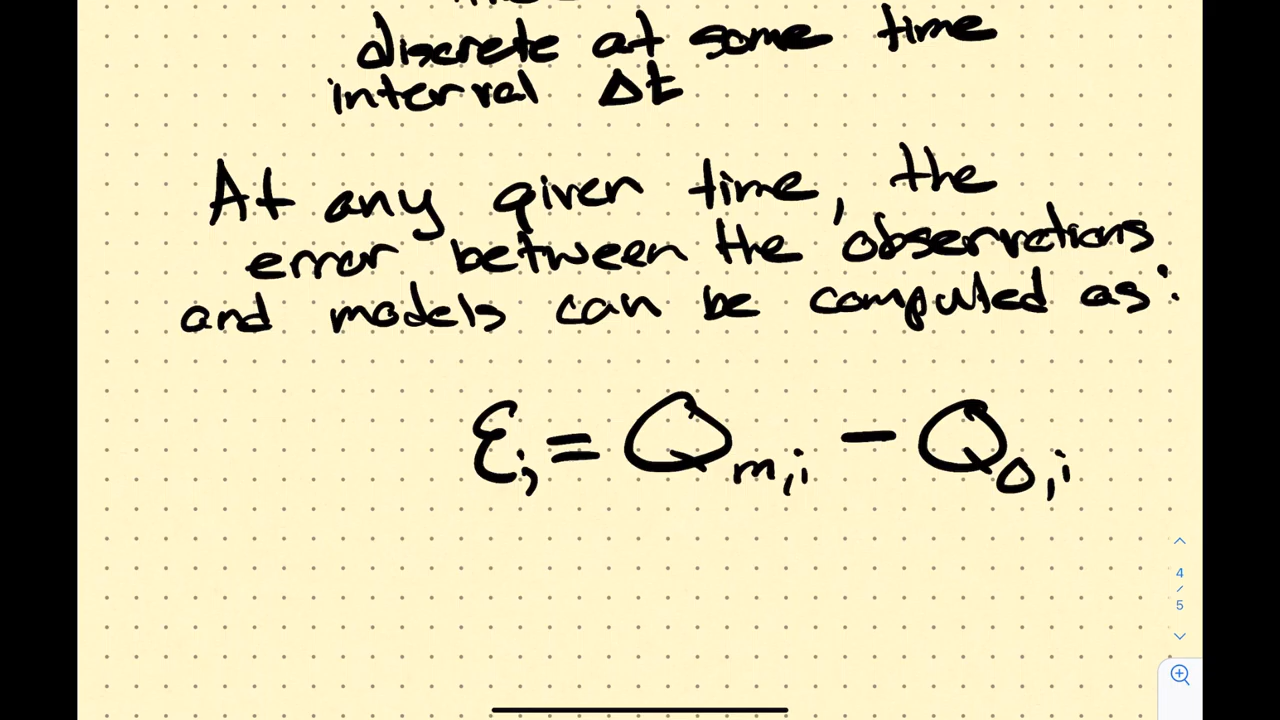 discrete at some time
interval Δt
At any given time, the
error between the observations
and models can be computed as:
εi = Qm,i − Qo,i
4
/
5